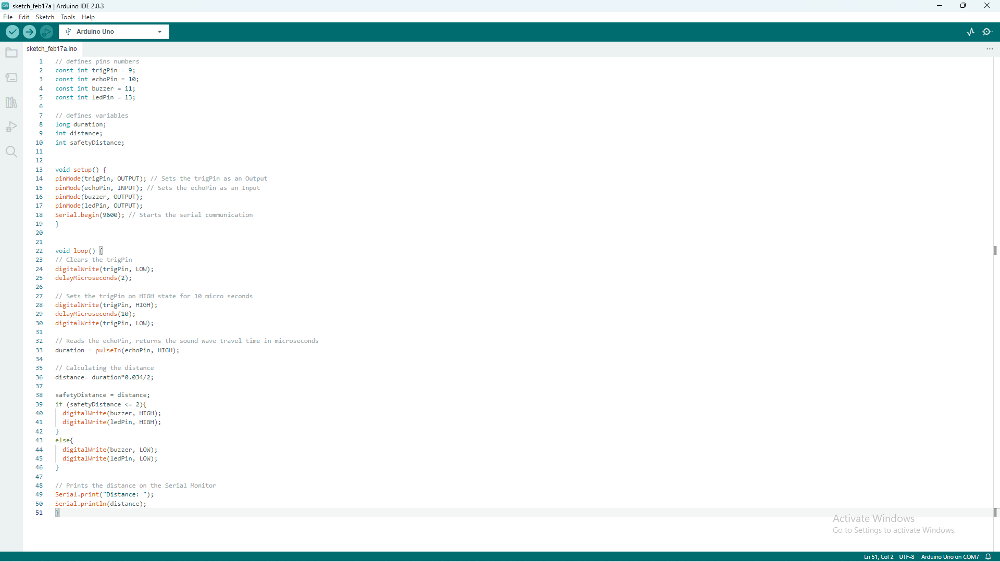 sketch_feb17a | Arduino IDE 2.0.3
File Edit Sketch Tools Help
Arduino Uno
sketch_feb17a.ino
1 // defines pins numbers
2 const int trigPin = 9;
3 const int echoPin = 10;
4 const int buzzer = 11;
5 const int ledPin = 13;
6
7 // defines variables
8 long duration;
9 int distance;
10 int safetyDistance;
11
12
13 void setup() {
14 pinMode(trigPin, OUTPUT); // Sets the trigPin as an Output
15 pinMode(echoPin, INPUT); // Sets the echoPin as an Input
16 pinMode(buzzer, OUTPUT);
17 pinMode(ledPin, OUTPUT);
18 Serial.begin(9600); // Starts the serial communication
19 }
20
21
22 void loop() {
23 // Clears the trigPin
24 digitalWrite(trigPin, LOW);
25 delayMicroseconds(2);
26
27 // Sets the trigPin on HIGH state for 10 micro seconds
28 digitalWrite(trigPin, HIGH);
29 delayMicroseconds(10);
30 digitalWrite(trigPin, LOW);
31
32 // Reads the echoPin, returns the sound wave travel time in microseconds
33 duration = pulseIn(echoPin, HIGH);
34
35 // Calculating the distance
36 distance= duration*0.034/2;
37
38 safetyDistance = distance;
39 if (safetyDistance <= 2){
40   digitalWrite(buzzer, HIGH);
41   digitalWrite(ledPin, HIGH);
42 }
43 else{
44   digitalWrite(buzzer, LOW);
45   digitalWrite(ledPin, LOW);
46 }
47
48 // Prints the distance on the Serial Monitor
49 Serial.print("Distance: ");
50 Serial.println(distance);
51 }
Activate Windows
Go to Settings to activate Windows.
Ln 51, Col 2 UTF-8 Arduino Uno on COM7